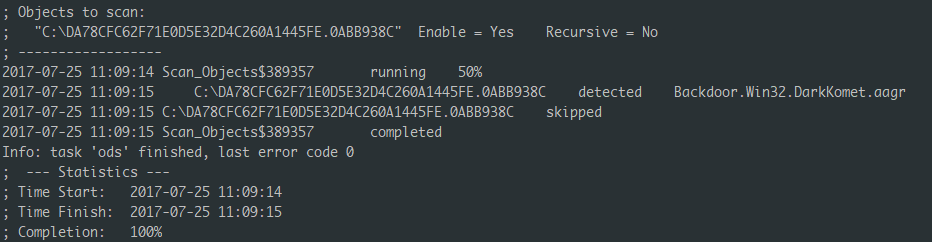 ; Objects to scan:
;   "C:\DA78CFC62F71E0D5E32D4C260A1445FE.0ABB938C"  Enable = Yes    Recursive = No
; ------------------
2017-07-25 11:09:14 Scan_Objects$389357       running    50%
2017-07-25 11:09:15     C:\DA78CFC62F71E0D5E32D4C260A1445FE.0ABB938C    detected    Backdoor.Win32.DarkKomet.aagr
2017-07-25 11:09:15 C:\DA78CFC62F71E0D5E32D4C260A1445FE.0ABB938C    skipped
2017-07-25 11:09:15 Scan_Objects$389357       completed
Info: task 'ods' finished, last error code 0
;  --- Statistics ---
; Time Start:   2017-07-25 11:09:14
; Time Finish:  2017-07-25 11:09:15
; Completion:   100%